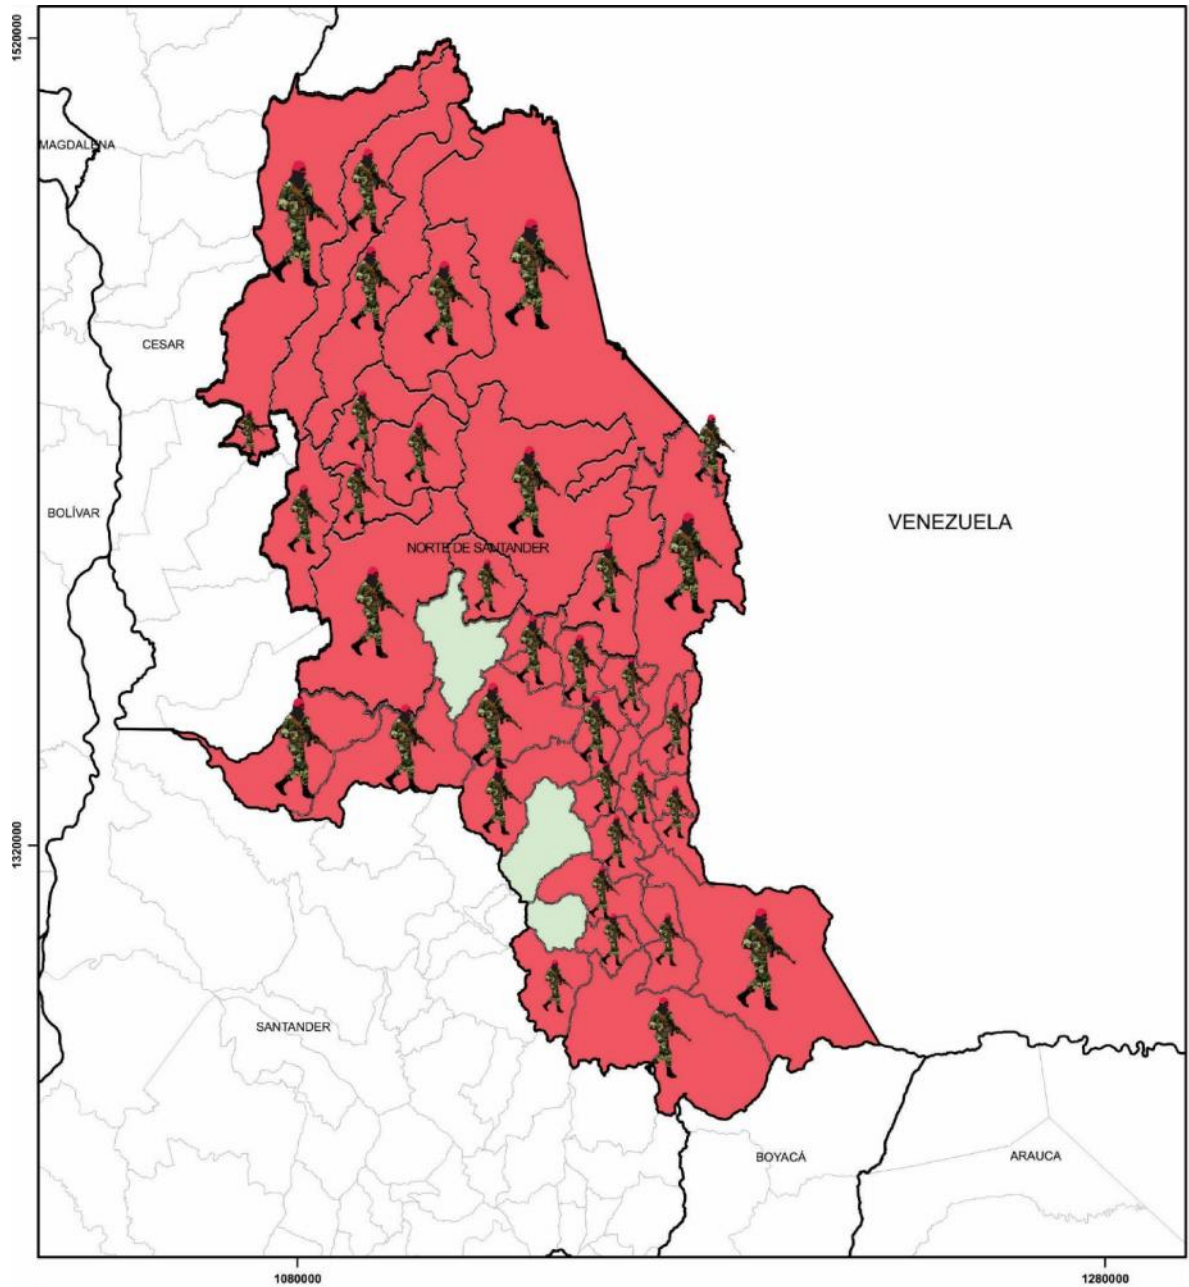 1520000
MAGDALENA
CESAR
BOLÍVAR
VENEZUELA
NORTE DE SANTANDER
1320000
SANTANDER
BOYACÁ
ARAUCA
1080000
1280000